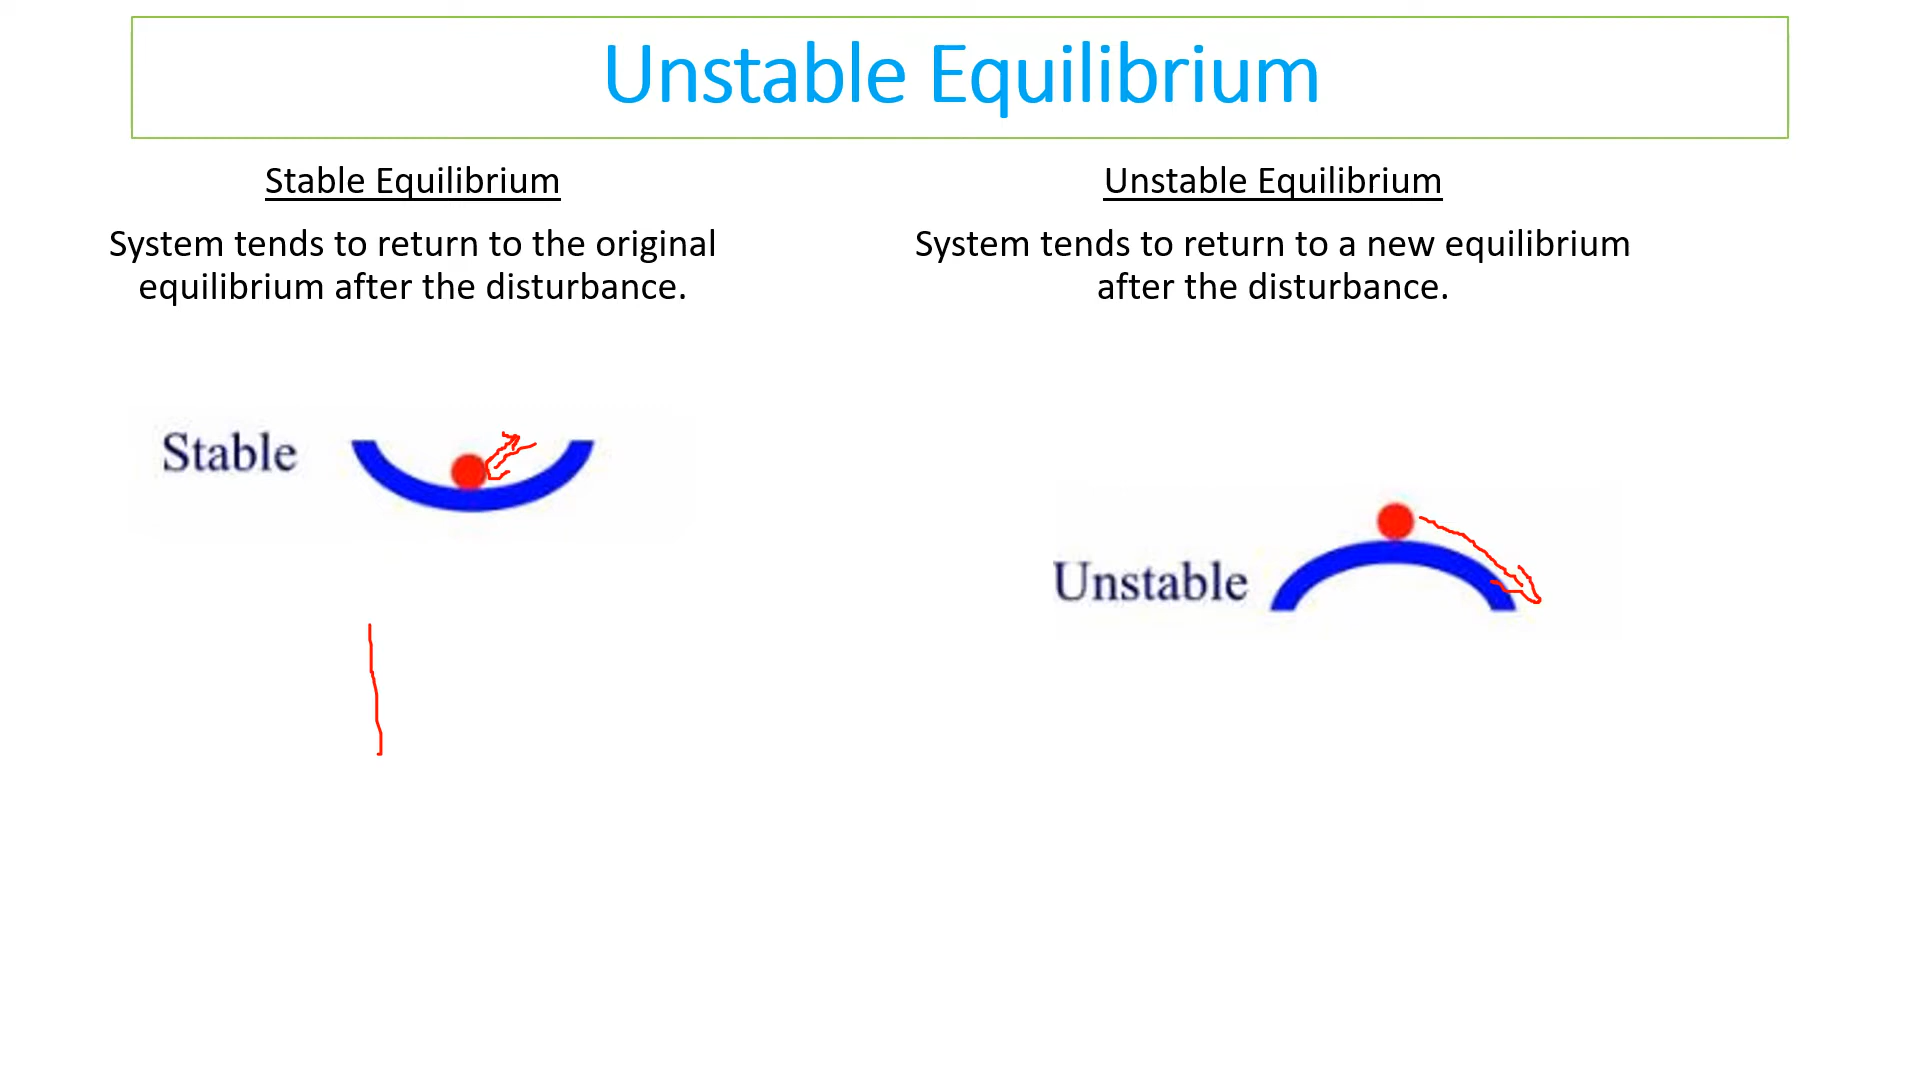 Unstable Equilibrium
Stable Equilibrium
System tends to return to the original
equilibrium after the disturbance.
Unstable Equilibrium
System tends to return to a new equilibrium
after the disturbance.
Stable
Unstable